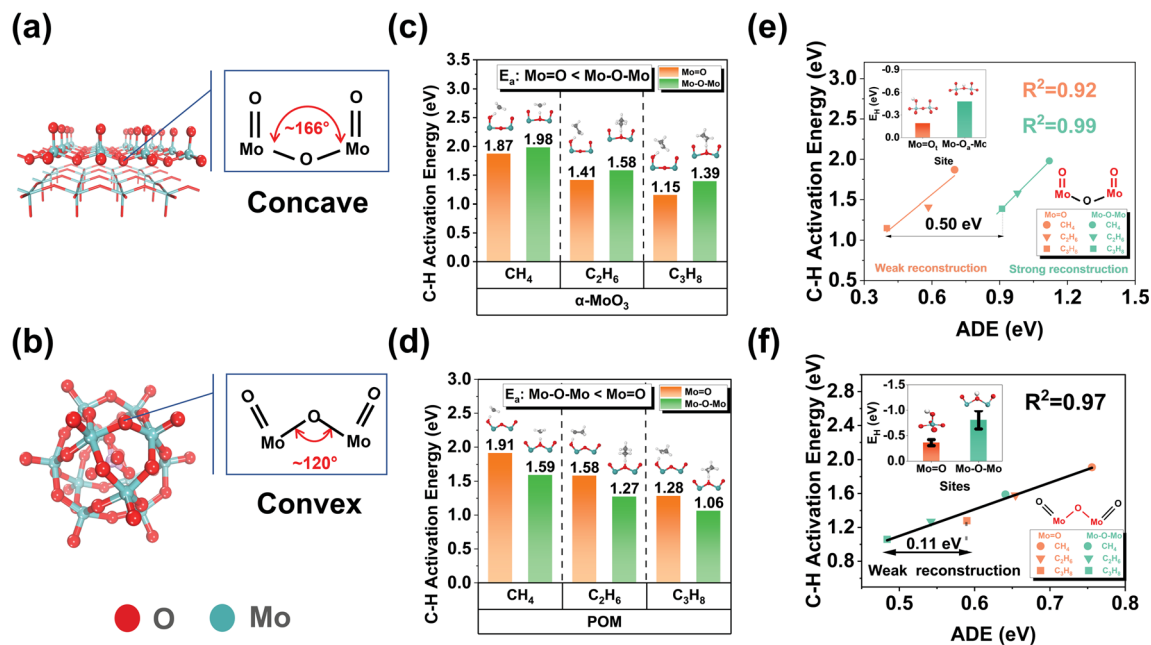 (a)
O
O
~166°
Mo
O
Mo
Concave
(b)
O
O
O
Mo
Mo
~120°
Convex
O
Mo
(c)
C-H Activation Energy (eV)
3.5
3.0
2.5
2.0
1.5
1.0
0.5
0.0
Eₐ: Mo=O < Mo-O-Mo
Mo=O
Mo-O-Mo
1.87
1.98
1.41
1.58
1.15
1.39
CH₄
C₂H₆
C₃H₈
α-MoO₃
(d)
C-H Activation Energy (eV)
3.0
2.5
2.0
1.5
1.0
0.5
0.0
Eₐ: Mo-O-Mo < Mo=O
Mo=O
Mo-O-Mo
1.91
1.59
1.58
1.27
1.28
1.06
CH₄
C₂H₆
C₃H₈
POM
(e)
C-H Activation Energy (eV)
3.0
2.5
2.0
1.5
1.0
0.5
E_H (eV)
-0.9
-0.6
-0.3
0.0
Mo=Oₜ
Mo-Oₐ-Mo
Site
R²=0.92
R²=0.99
O
O
Mo
Mo
O
0.50 eV
Mo=O
Mo-O-Mo
CH₄
CH₄
C₂H₆
C₂H₆
C₃H₈
C₃H₈
Weak reconstruction
Strong reconstruction
0.3
0.6
0.9
1.2
1.5
ADE (eV)
(f)
C-H Activation Energy (eV)
2.8
2.4
2.0
1.6
1.2
0.8
E_H (eV)
-1.5
-1.0
-0.5
0.0
Mo=O
Mo-O-Mo
Sites
R²=0.97
O
O
O
Mo
Mo
0.11 eV
Weak reconstruction
Mo=O
Mo-O-Mo
CH₄
CH₄
C₂H₆
C₂H₆
C₃H₈
C₃H₈
0.5
0.6
0.7
0.8
ADE (eV)